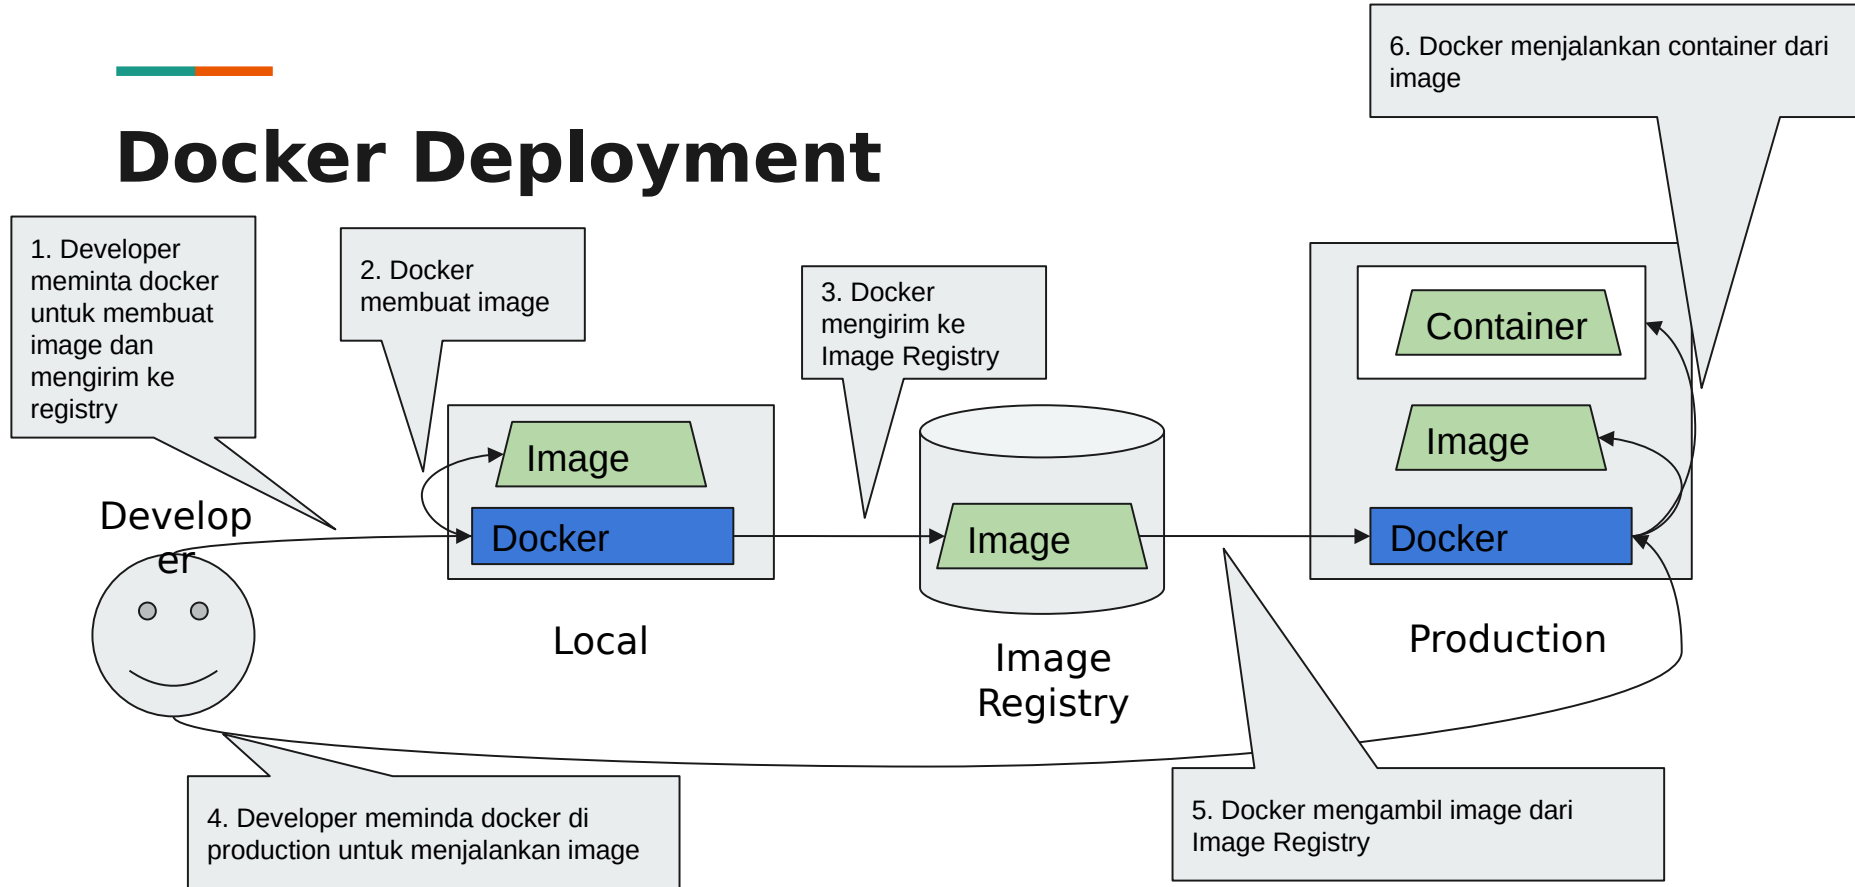 Docker Deployment
1. Developer
meminta docker
untuk membuat
image dan
mengirim ke
registry
2. Docker
membuat image
3. Docker
mengirim ke
Image Registry
6. Docker menjalankan container dari
image
Container
Image
Image
Develop
er
Docker
Image
Docker
Local
Image
Registry
Production
4. Developer meminda docker di
production untuk menjalankan image
5. Docker mengambil image dari
Image Registry